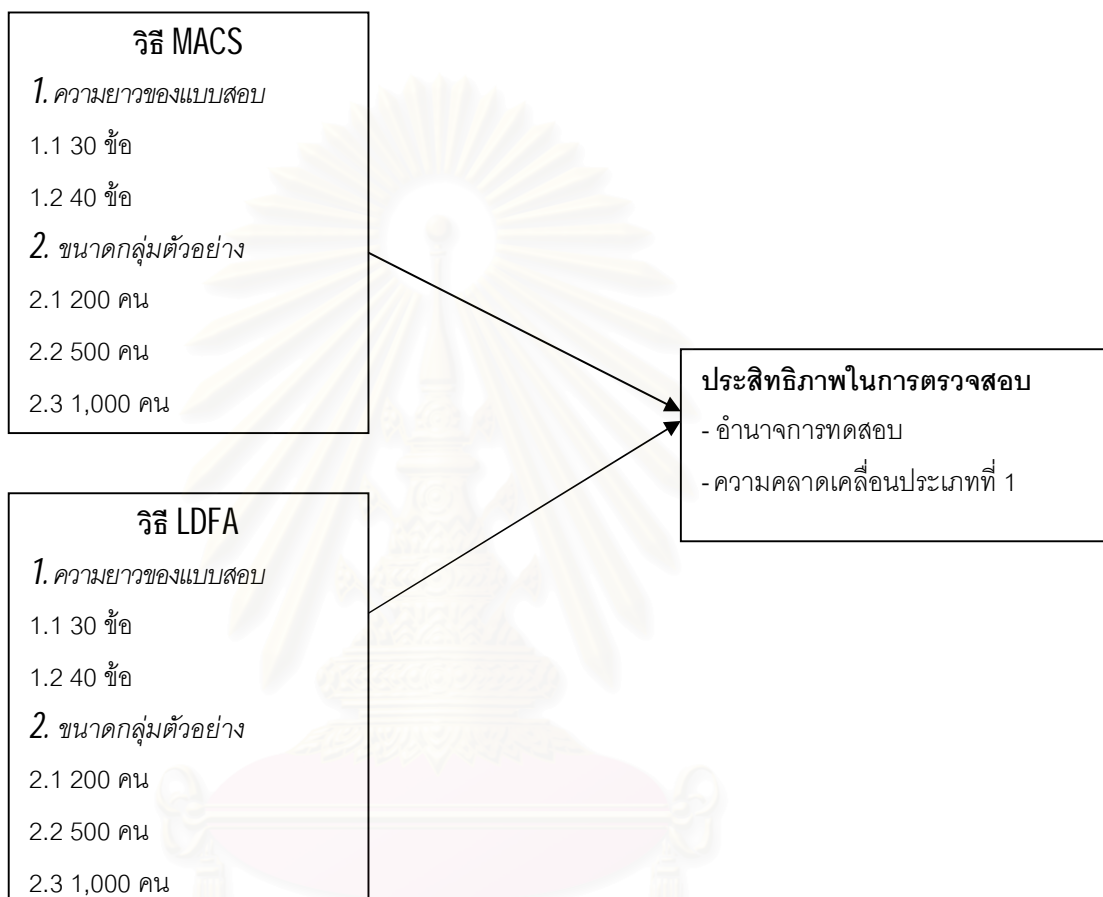 วิธี MACS
1. ความยาวของแบบสอบ
1.1 30 ข้อ
1.2 40 ข้อ
2. ขนาดกลุ่มตัวอย่าง
2.1 200 คน
2.2 500 คน
2.3 1,000 คน
ประสิทธิภาพในการตรวจสอบ
- อำนาจการทดสอบ
- ความคลาดเคลื่อนประเภทที่ 1
วิธี LDFA
1. ความยาวของแบบสอบ
1.1 30 ข้อ
1.2 40 ข้อ
2. ขนาดกลุ่มตัวอย่าง
2.1 200 คน
2.2 500 คน
2.3 1,000 คน